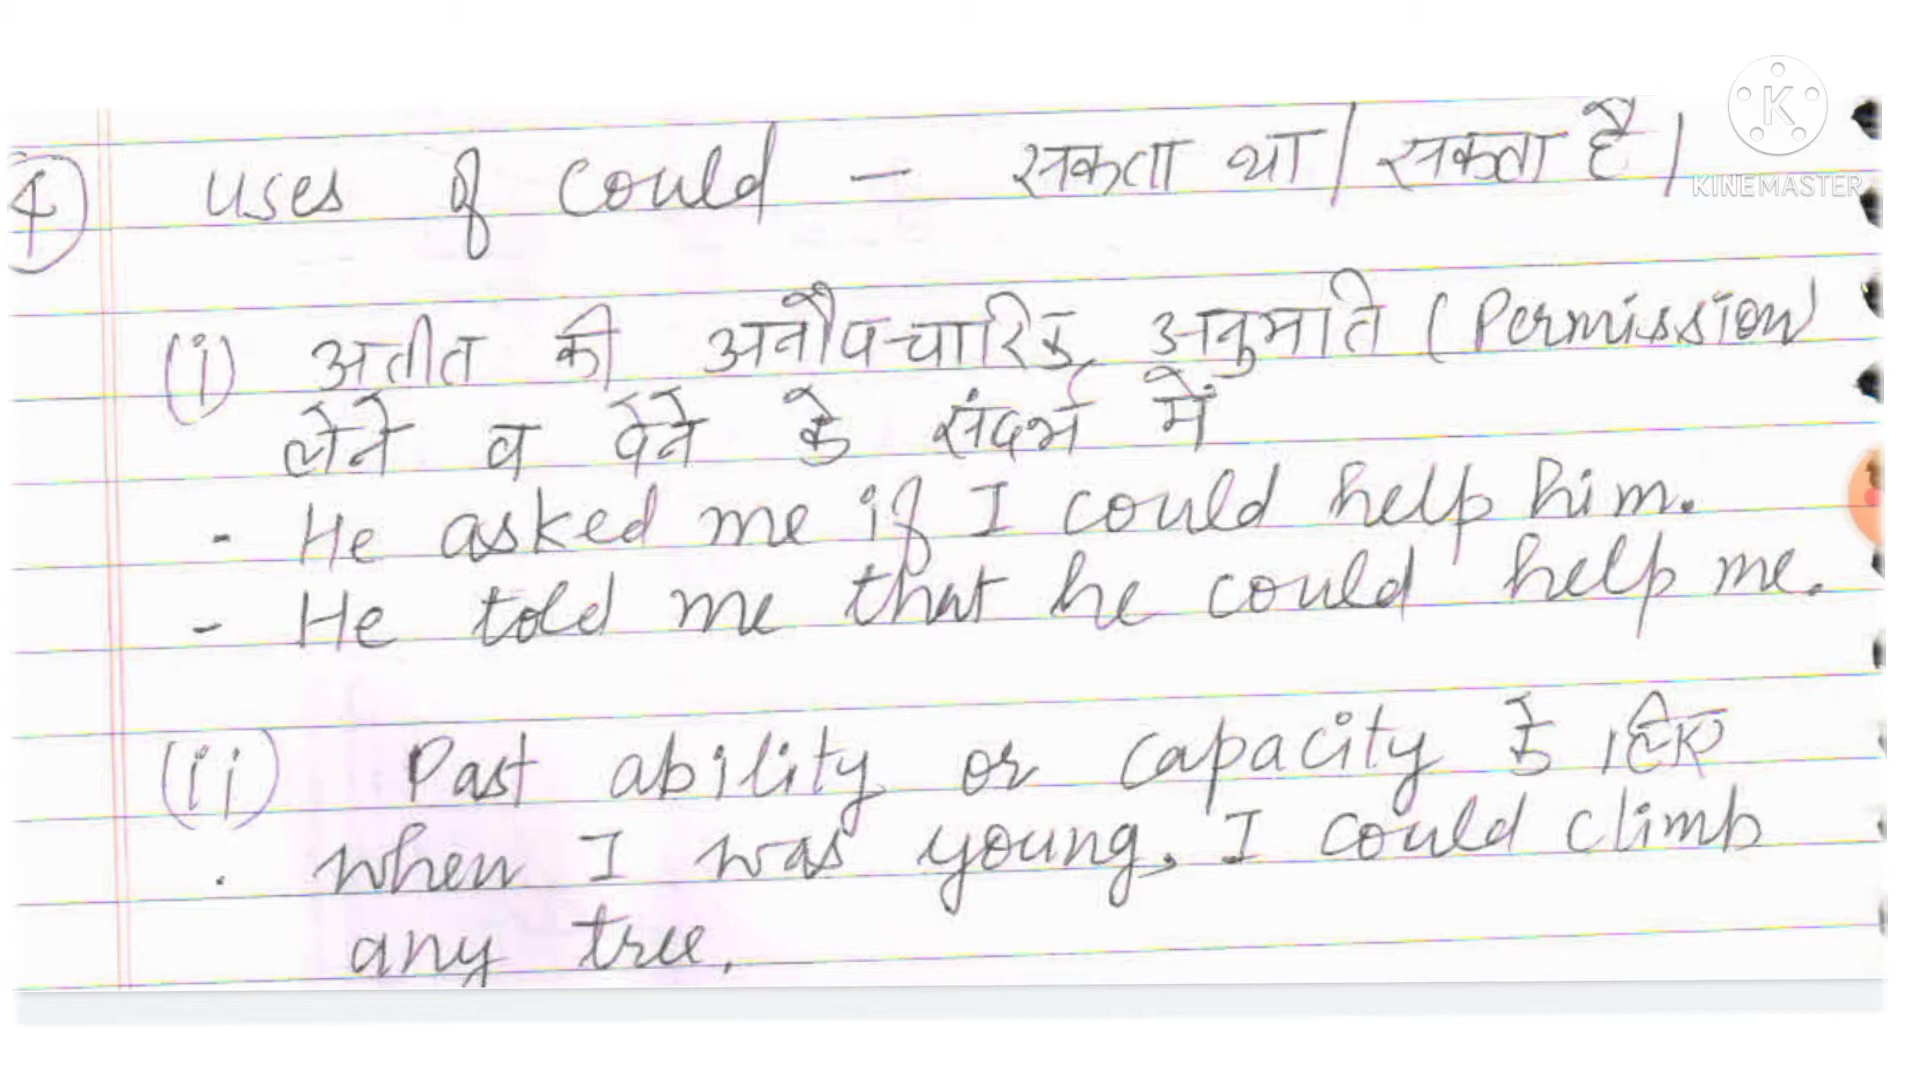 ④ uses of could - सकता था / सकता है।
KINEMASTER
(i) अतीत की अनौपचारिक अनुमति (Permission)
लेने व देने के संदर्भ में
- He asked me if I could help him.
- He told me that he could help me.
(ii) Past ability or capacity के लिए
. when I was young, I could climb
any tree.